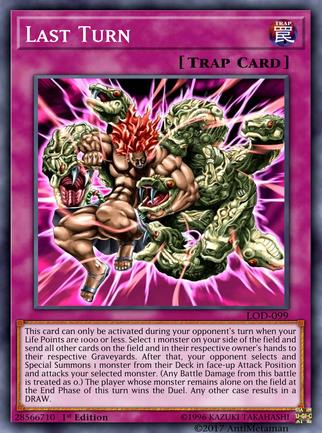 LAST TURN
TRAP
罠
[TRAP CARD]
LOD-099
This card can only be activated during your opponent's turn when your
Life Points are 1000 or less. Select 1 monster on your side of the field and
send all other cards on the field and in their respective owner's hands to
their respective Graveyards. After that, your opponent selects and
Special Summons 1 monster from their Deck in face-up Attack Position
and attacks your selected monster. (Any Battle Damage from this battle
is treated as 0.) The player whose monster remains alone on the field at
the End Phase of this turn wins the Duel. Any other case results in a
DRAW.
28566710 1st Edition ©1996 KAZUKI TAKAHASHI
©2017 AntiMetaman